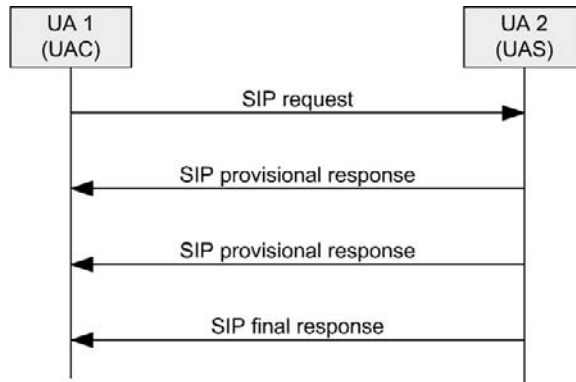 UA 1
(UAC)
UA 2
(UAS)
SIP request
SIP provisional response
SIP provisional response
SIP final response